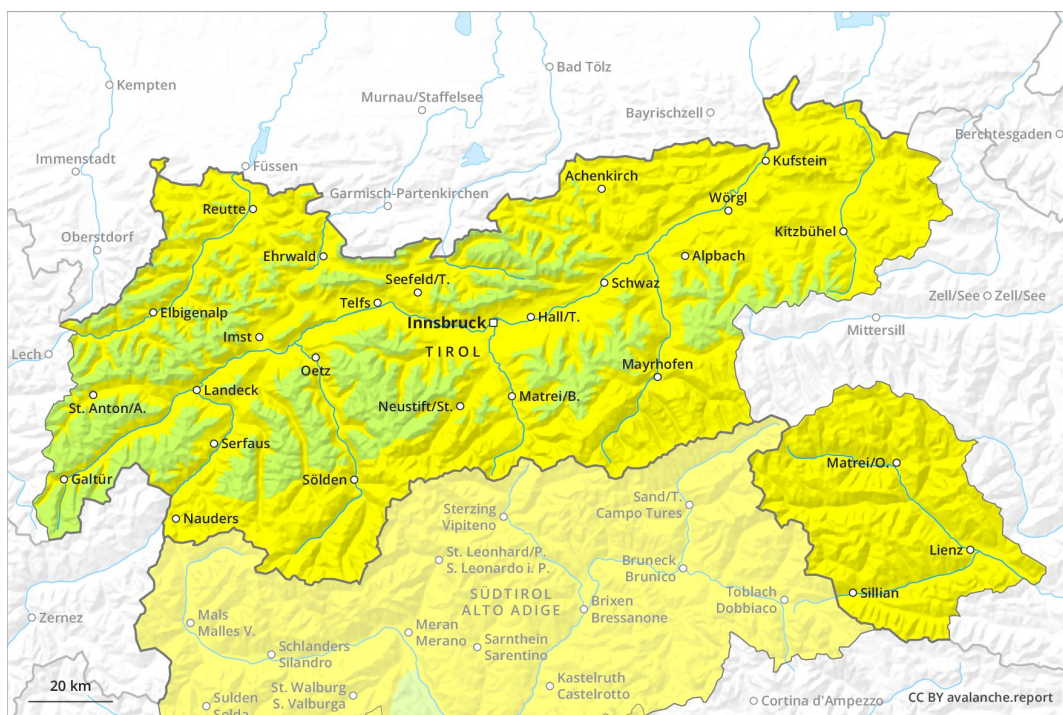 Kempten
Bad Tölz
Murnau/Staffelsee
Bayrischzell
Berchtesgaden
Immenstadt
Füssen
Kufstein
Garmisch-Partenkirchen
Achenkirch
Reutte
Wörgl
Oberstdorf
Kitzbühel
Ehrwald
Alpbach
Seefeld/T.
Schwaz
Telfs
Zell/See
Zell/See
Elbigenalp
Innsbruck
Hall/T.
Mittersill
Imst
Lech
TIROL
Oetz
Mayrhofen
Landeck
Matrei/B.
St. Anton/A.
Neustift/St.
Serfaus
Matrei/O.
Galtür
Sölden
Sand/T.
Campo Tures
Sterzing
Vipiteno
Nauders
St. Leonhard/P.
S. Leonardo i. P.
Lienz
Bruneck
Brunico
SÜDTIROL
ALTO ADIGE
Toblach
Dobbiaco
Sillian
Brixen
Bressanone
Zernez
Mals
Malles V.
Meran
Merano
Sarnthein
Sarentino
Schlanders
Silandro
20 km
St. Walburg
S. Valburga
Kastelruth
Castelrotto
Sulden
Solda
Cortina d'Ampezzo
CC BY avalanche.report